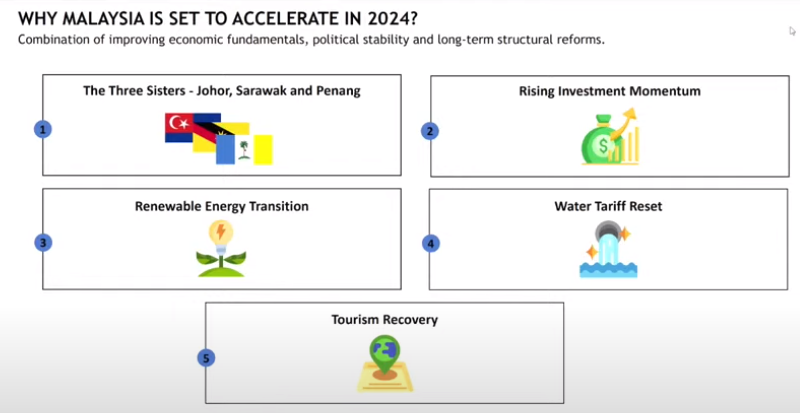 WHY MALAYSIA IS SET TO ACCELERATE IN 2024?
Combination of improving economic fundamentals, political stability and long-term structural reforms.
The Three Sisters - Johor, Sarawak and Penang
1
Rising Investment Momentum
2
$
Renewable Energy Transition
3
Water Tariff Reset
4
Tourism Recovery
5